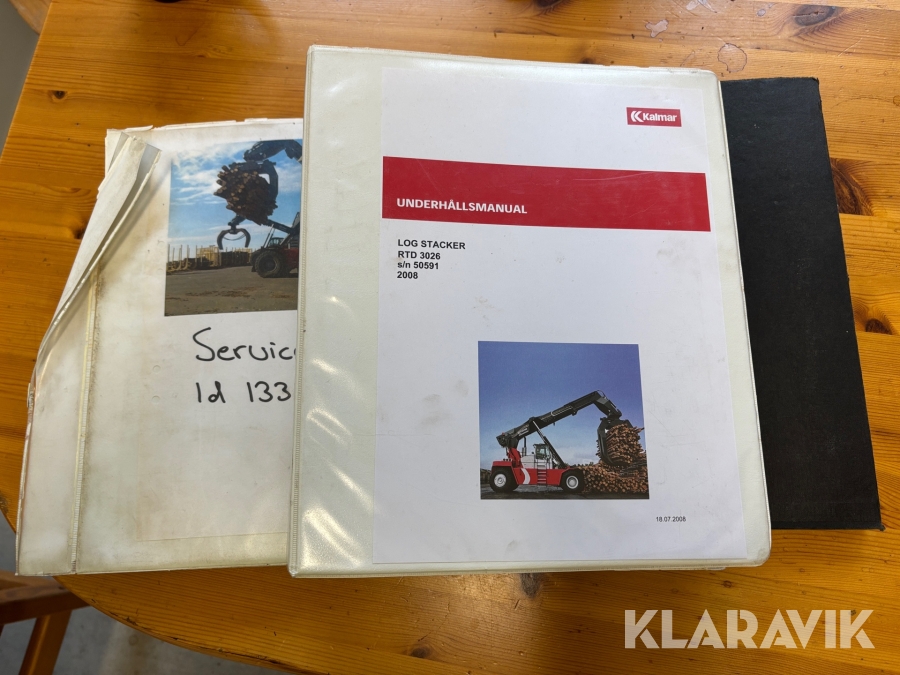 Kalmar
UNDERHÅLLSMANUAL
LOG STACKER
RTD 3026
s/n 50591
2008
18.07.2008
Servic
Id 133
KLARAVIK